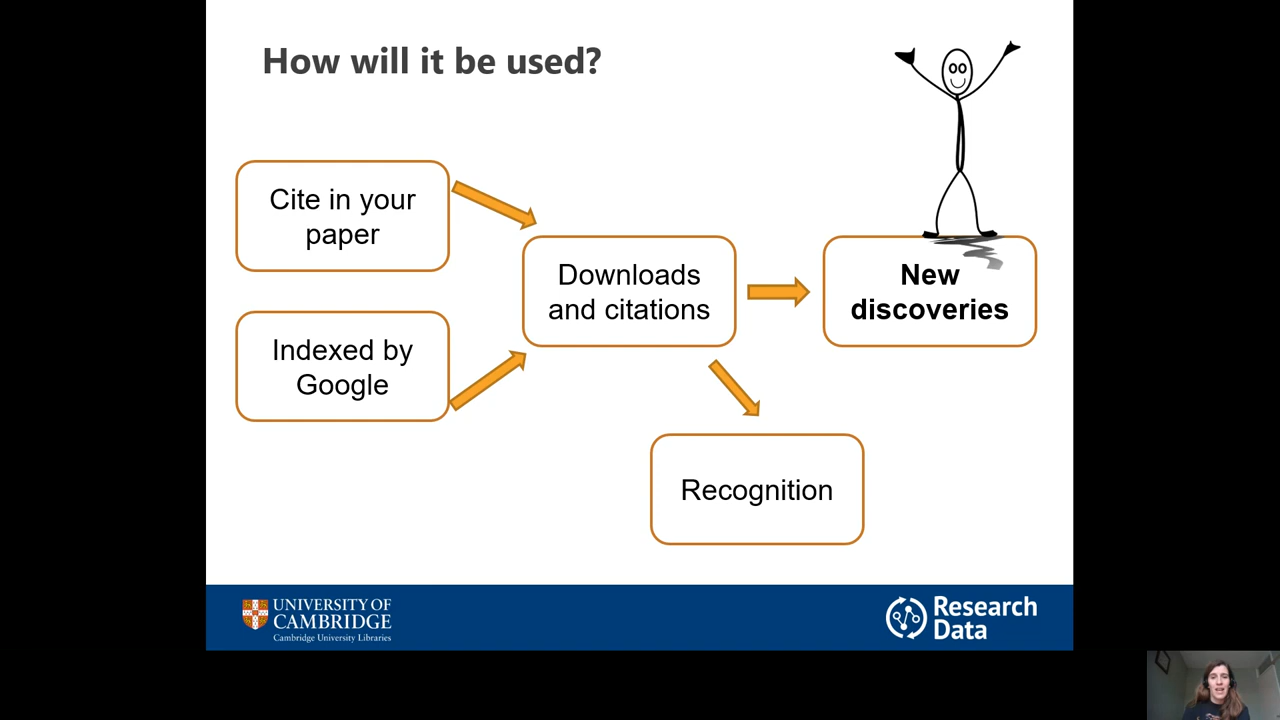 How will it be used?
Cite in your
paper
Indexed by
Google
Downloads
and citations
New
discoveries
Recognition
UNIVERSITY OF
CAMBRIDGE
Cambridge University Libraries
Research
Data